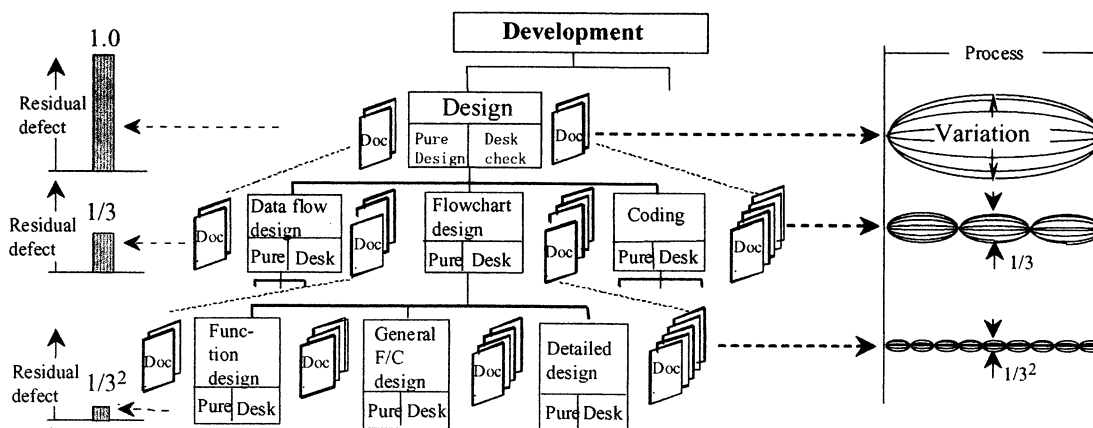 Development
1.0
Residual
defect
Doc
Design
Pure
Design
Desk
check
Doc
Process
Variation
Residual
defect
1/3
Doc
Data flow
design
Pure
Desk
Doc
Flowchart
design
Pure
Desk
Doc
Coding
Pure
Desk
Doc
1/3
Residual
defect
1/3²
Doc
Func-
tion
design
Pure
Desk
Doc
General
F/C
design
Pure
Desk
Doc
Detailed
design
Pure
Desk
Doc
1/3²